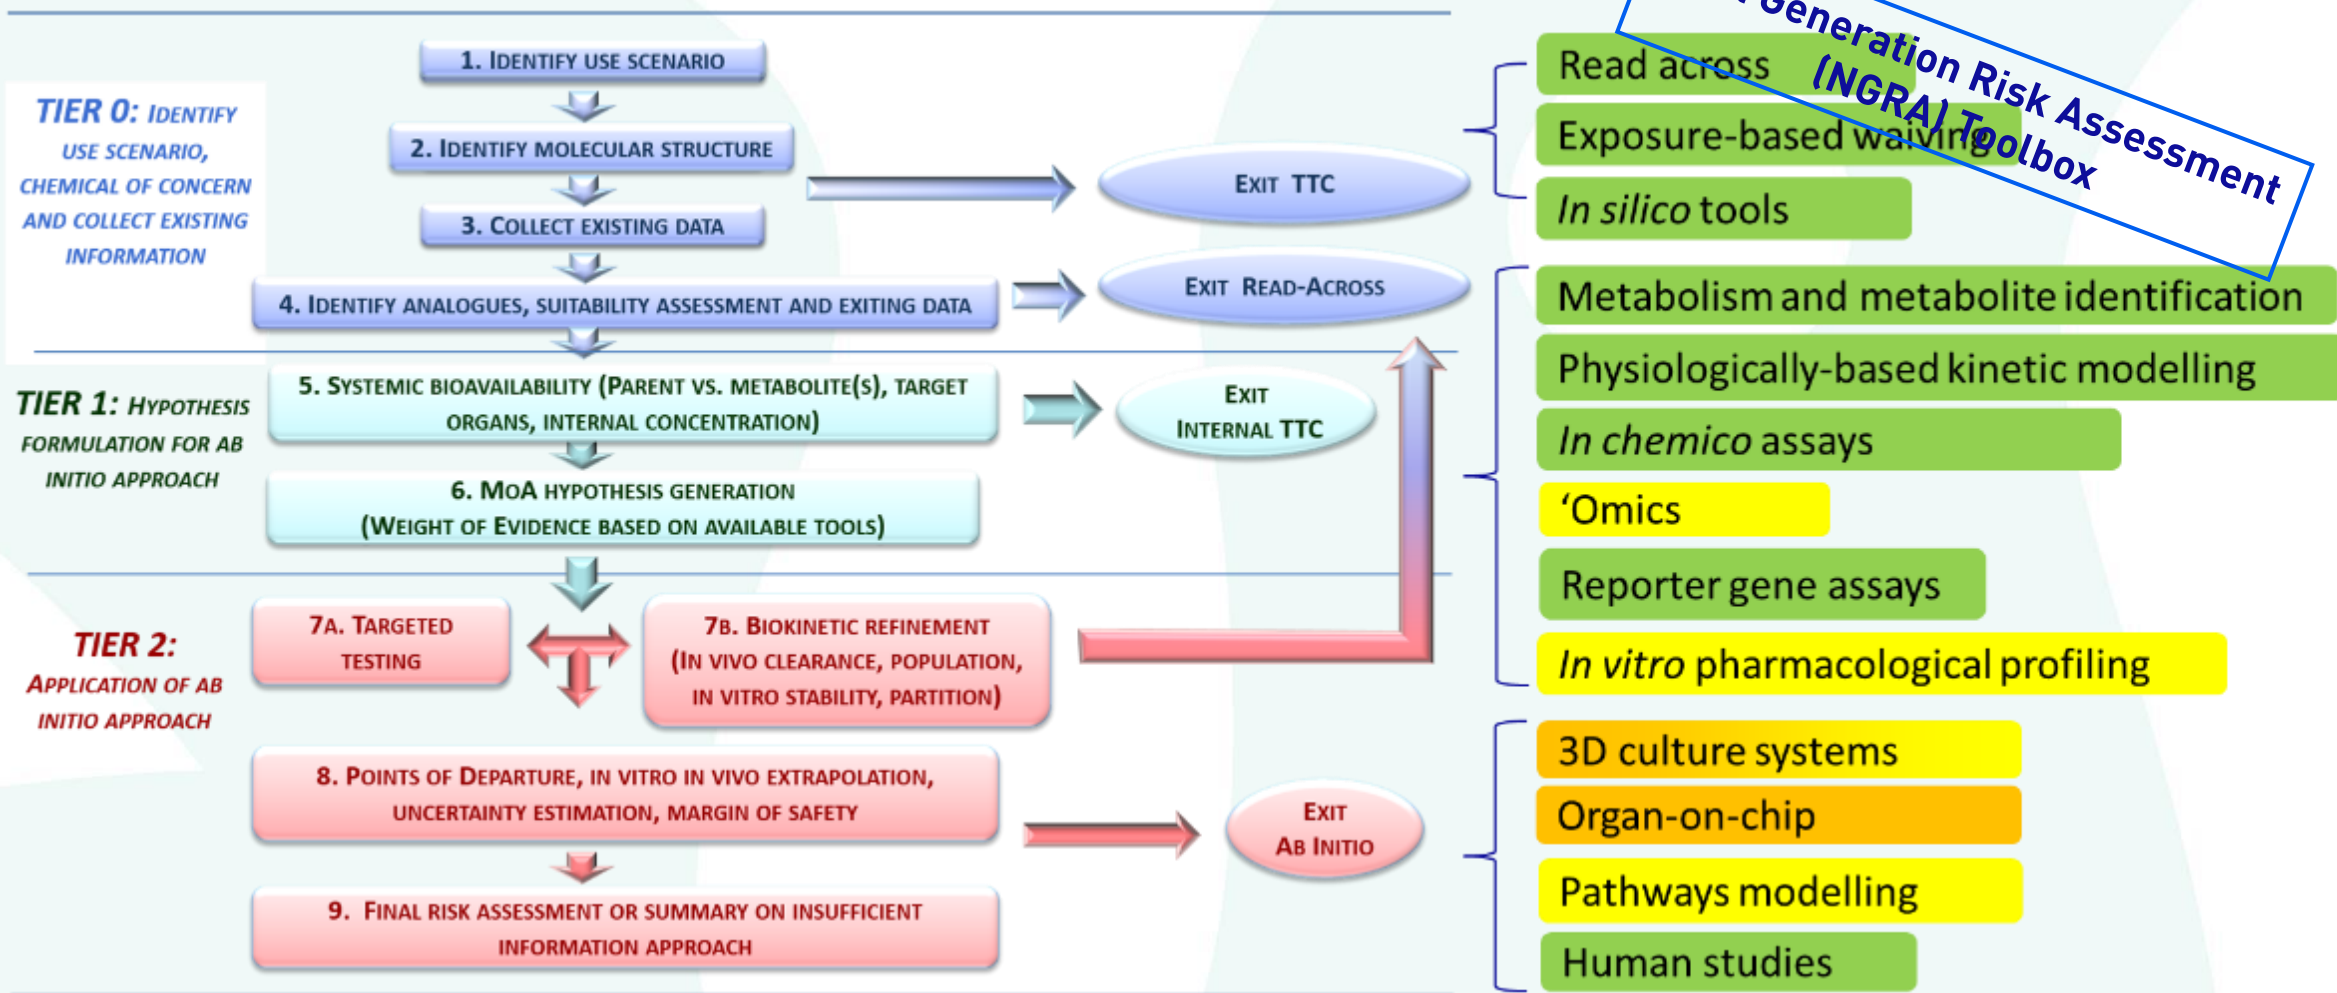 Generation Risk Assessment
(NGRA) Toolbox
TIER 0: IDENTIFY
USE SCENARIO,
CHEMICAL OF CONCERN
AND COLLECT EXISTING
INFORMATION
1. IDENTIFY USE SCENARIO
2. IDENTIFY MOLECULAR STRUCTURE
3. COLLECT EXISTING DATA
4. IDENTIFY ANALOGUES, SUITABILITY ASSESSMENT AND EXITING DATA
EXIT TTC
EXIT READ-ACROSS
TIER 1: HYPOTHESIS
FORMULATION FOR AB
INITIO APPROACH
5. SYSTEMIC BIOAVAILABILITY (PARENT VS. METABOLITE(S), TARGET
ORGANS, INTERNAL CONCENTRATION)
EXIT
INTERNAL TTC
6. MOA HYPOTHESIS GENERATION
(WEIGHT OF EVIDENCE BASED ON AVAILABLE TOOLS)
TIER 2:
APPLICATION OF AB
INITIO APPROACH
7A. TARGETED
TESTING
7B. BIOKINETIC REFINEMENT
(IN VIVO CLEARANCE, POPULATION,
IN VITRO STABILITY, PARTITION)
8. POINTS OF DEPARTURE, IN VITRO IN VIVO EXTRAPOLATION,
UNCERTAINTY ESTIMATION, MARGIN OF SAFETY
EXIT
AB INITIO
9. FINAL RISK ASSESSMENT OR SUMMARY ON INSUFFICIENT
INFORMATION APPROACH
Read across
Exposure-based waiving
In silico tools
Metabolism and metabolite identification
Physiologically-based kinetic modelling
In chemico assays
‘Omics
Reporter gene assays
In vitro pharmacological profiling
3D culture systems
Organ-on-chip
Pathways modelling
Human studies